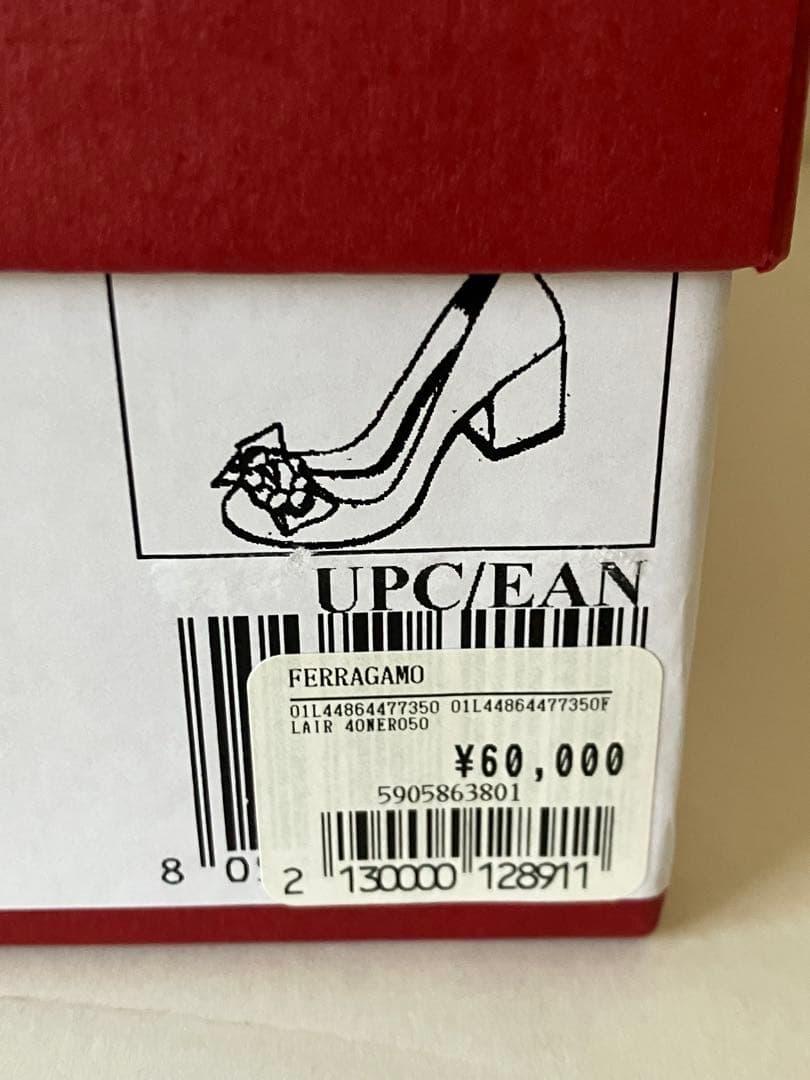 UPC/EAN
FERRAGAMO
01L44864477350 01L44864477350F
LAIR 40NERO50
¥60,000
5905863801
8 0
2 130000 128911